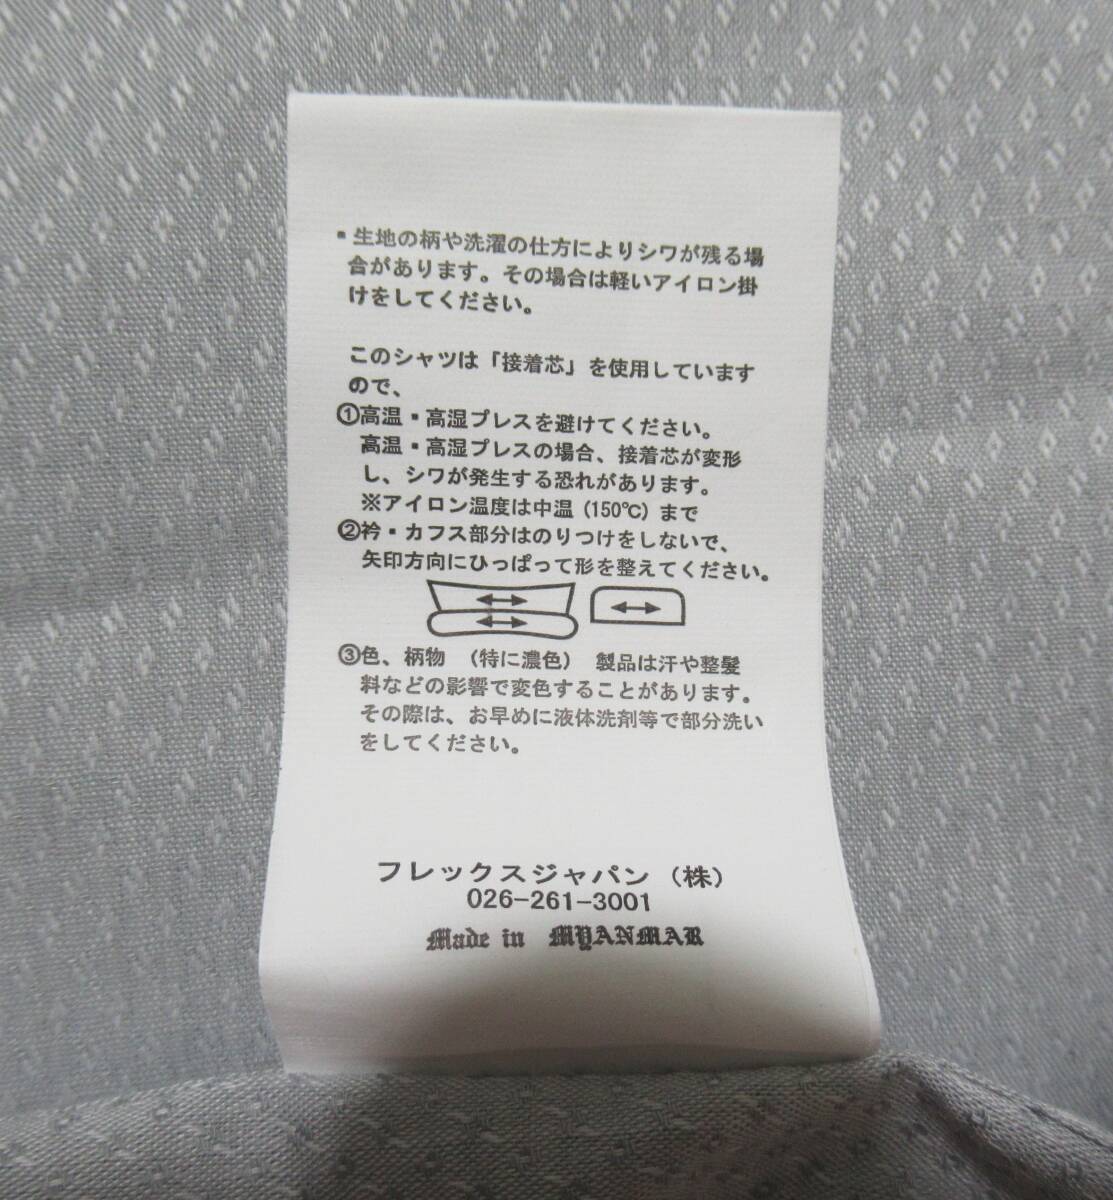 ▪生地の柄や洗濯の仕方によりシワが残る場
合があります。その場合は軽いアイロン掛
けをしてください。
このシャツは「接着芯」を使用しています
ので、
①高温▪高湿プレスを避けてください。
高温▪高湿プレスの場合、接着芯が変形
し、シワが発生する恐れがあります。
※アイロン温度は中温(150℃)まで
②衿・カフス部分はのりつけをしないで、
矢印方向にひっぱって形を整えてください。
③色、柄物 (特に濃色) 製品は汗や整髪
料などの影響で変色することがあります。
その際は、お早めに液体洗剤等で部分洗い
をしてください。
フレックスジャパン(株)
026-261-3001
Made in MYANMAR